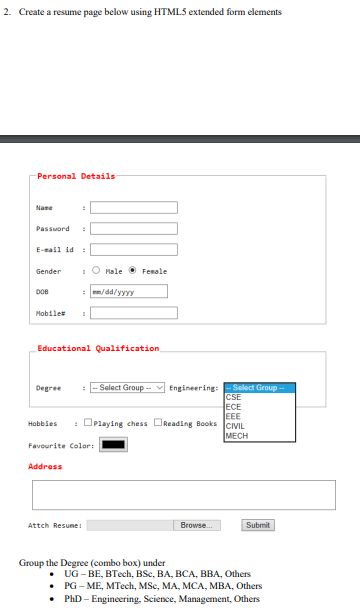 2. Create a resume page below using HTML5 extended form elements
Personal Details
Name :
Password :
E-mail id :
Gender : Male Female
DOB : mm/dd/yyyy
Mobile# :
Educational Qualification
Degree : -- Select Group -- Engineering: -- Select Group --
CSE
ECE
EEE
CIVIL
MECH
Hobbies : Playing chess Reading Books
Favourite Color:
Address
Attch Resume: Browse... Submit
Group the Degree (combo box) under
• UG – BE, BTech, BSc, BA, BCA, BBA, Others
• PG – ME, MTech, MSc, MA, MCA, MBA, Others
• PhD – Engineering, Science, Management, Others